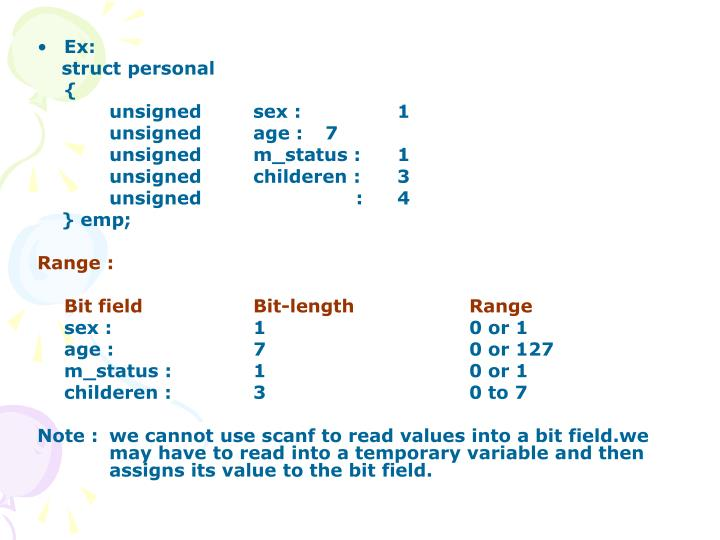 • Ex:
struct personal
{
unsigned sex : 1
unsigned age : 7
unsigned m_status : 1
unsigned childeren : 3
unsigned : 4
} emp;
Range :
Bit field Bit-length Range
sex : 1 0 or 1
age : 7 0 or 127
m_status : 1 0 or 1
childeren : 3 0 to 7
Note : we cannot use scanf to read values into a bit field.we
may have to read into a temporary variable and then
assigns its value to the bit field.